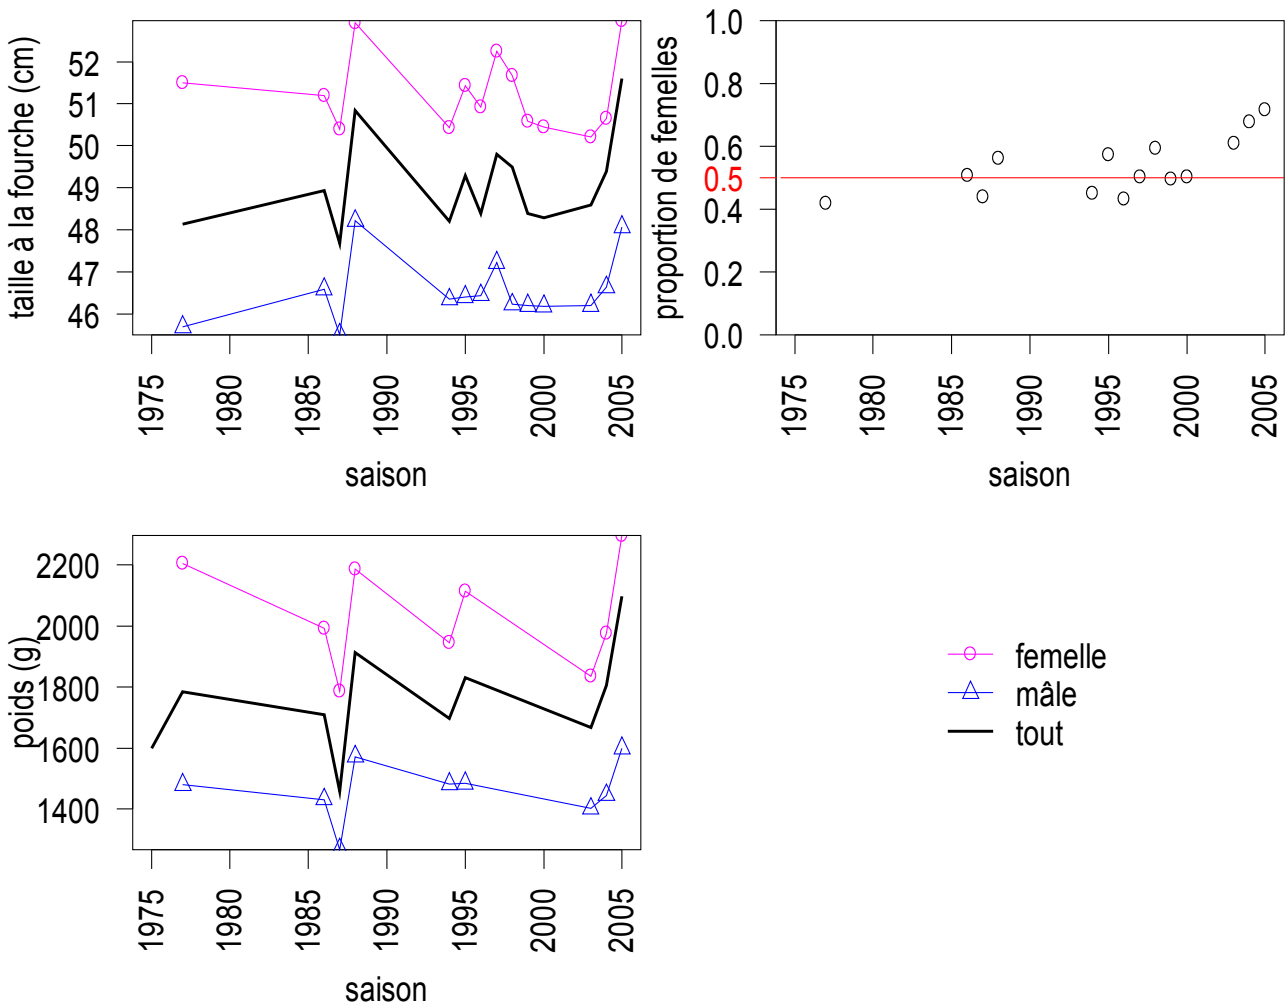 taille à la fourche (cm)
52
51
50
49
48
47
46
1975 1980 1985 1990 1995 2000 2005
saison
proportion de femelles
1.0
0.8
0.6
0.5
0.4
0.2
0.0
1975 1980 1985 1990 1995 2000 2005
saison
poids (g)
2200
2000
1800
1600
1400
1975 1980 1985 1990 1995 2000 2005
saison
femelle
mâle
tout